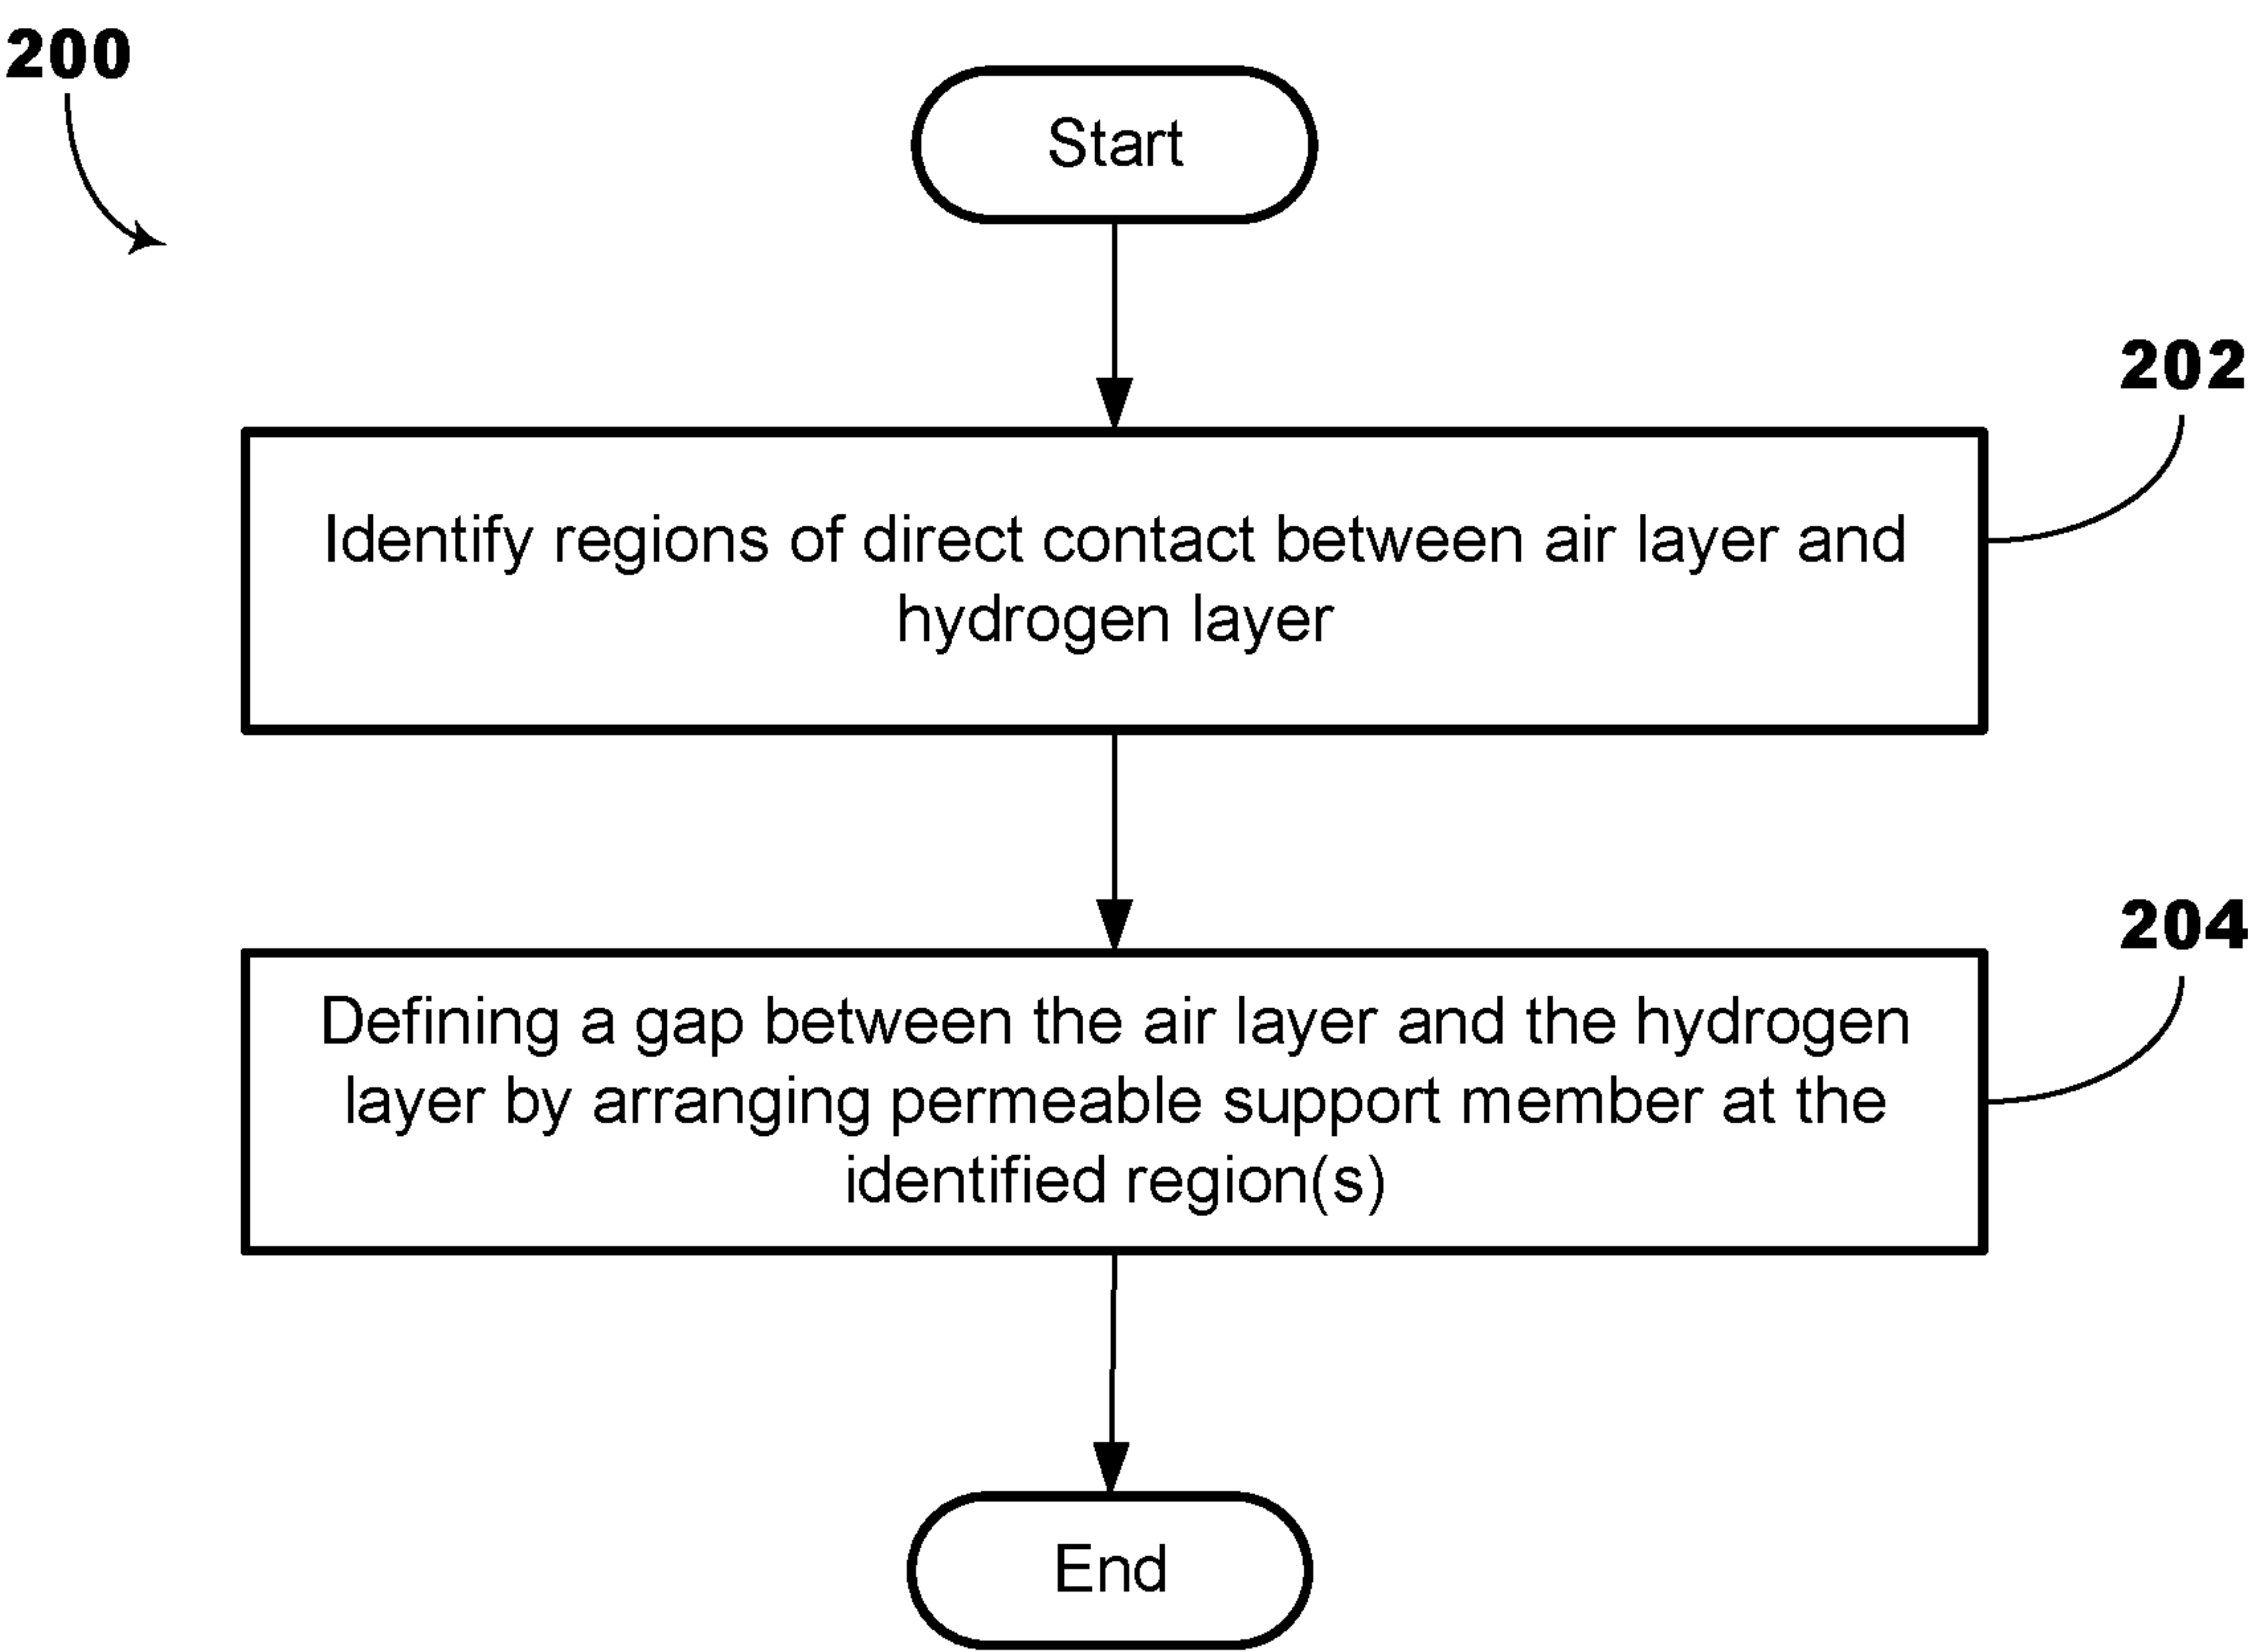 200
Start
202
Identify regions of direct contact between air layer and
hydrogen layer
204
Defining a gap between the air layer and the hydrogen
layer by arranging permeable support member at the
identified region(s)
End